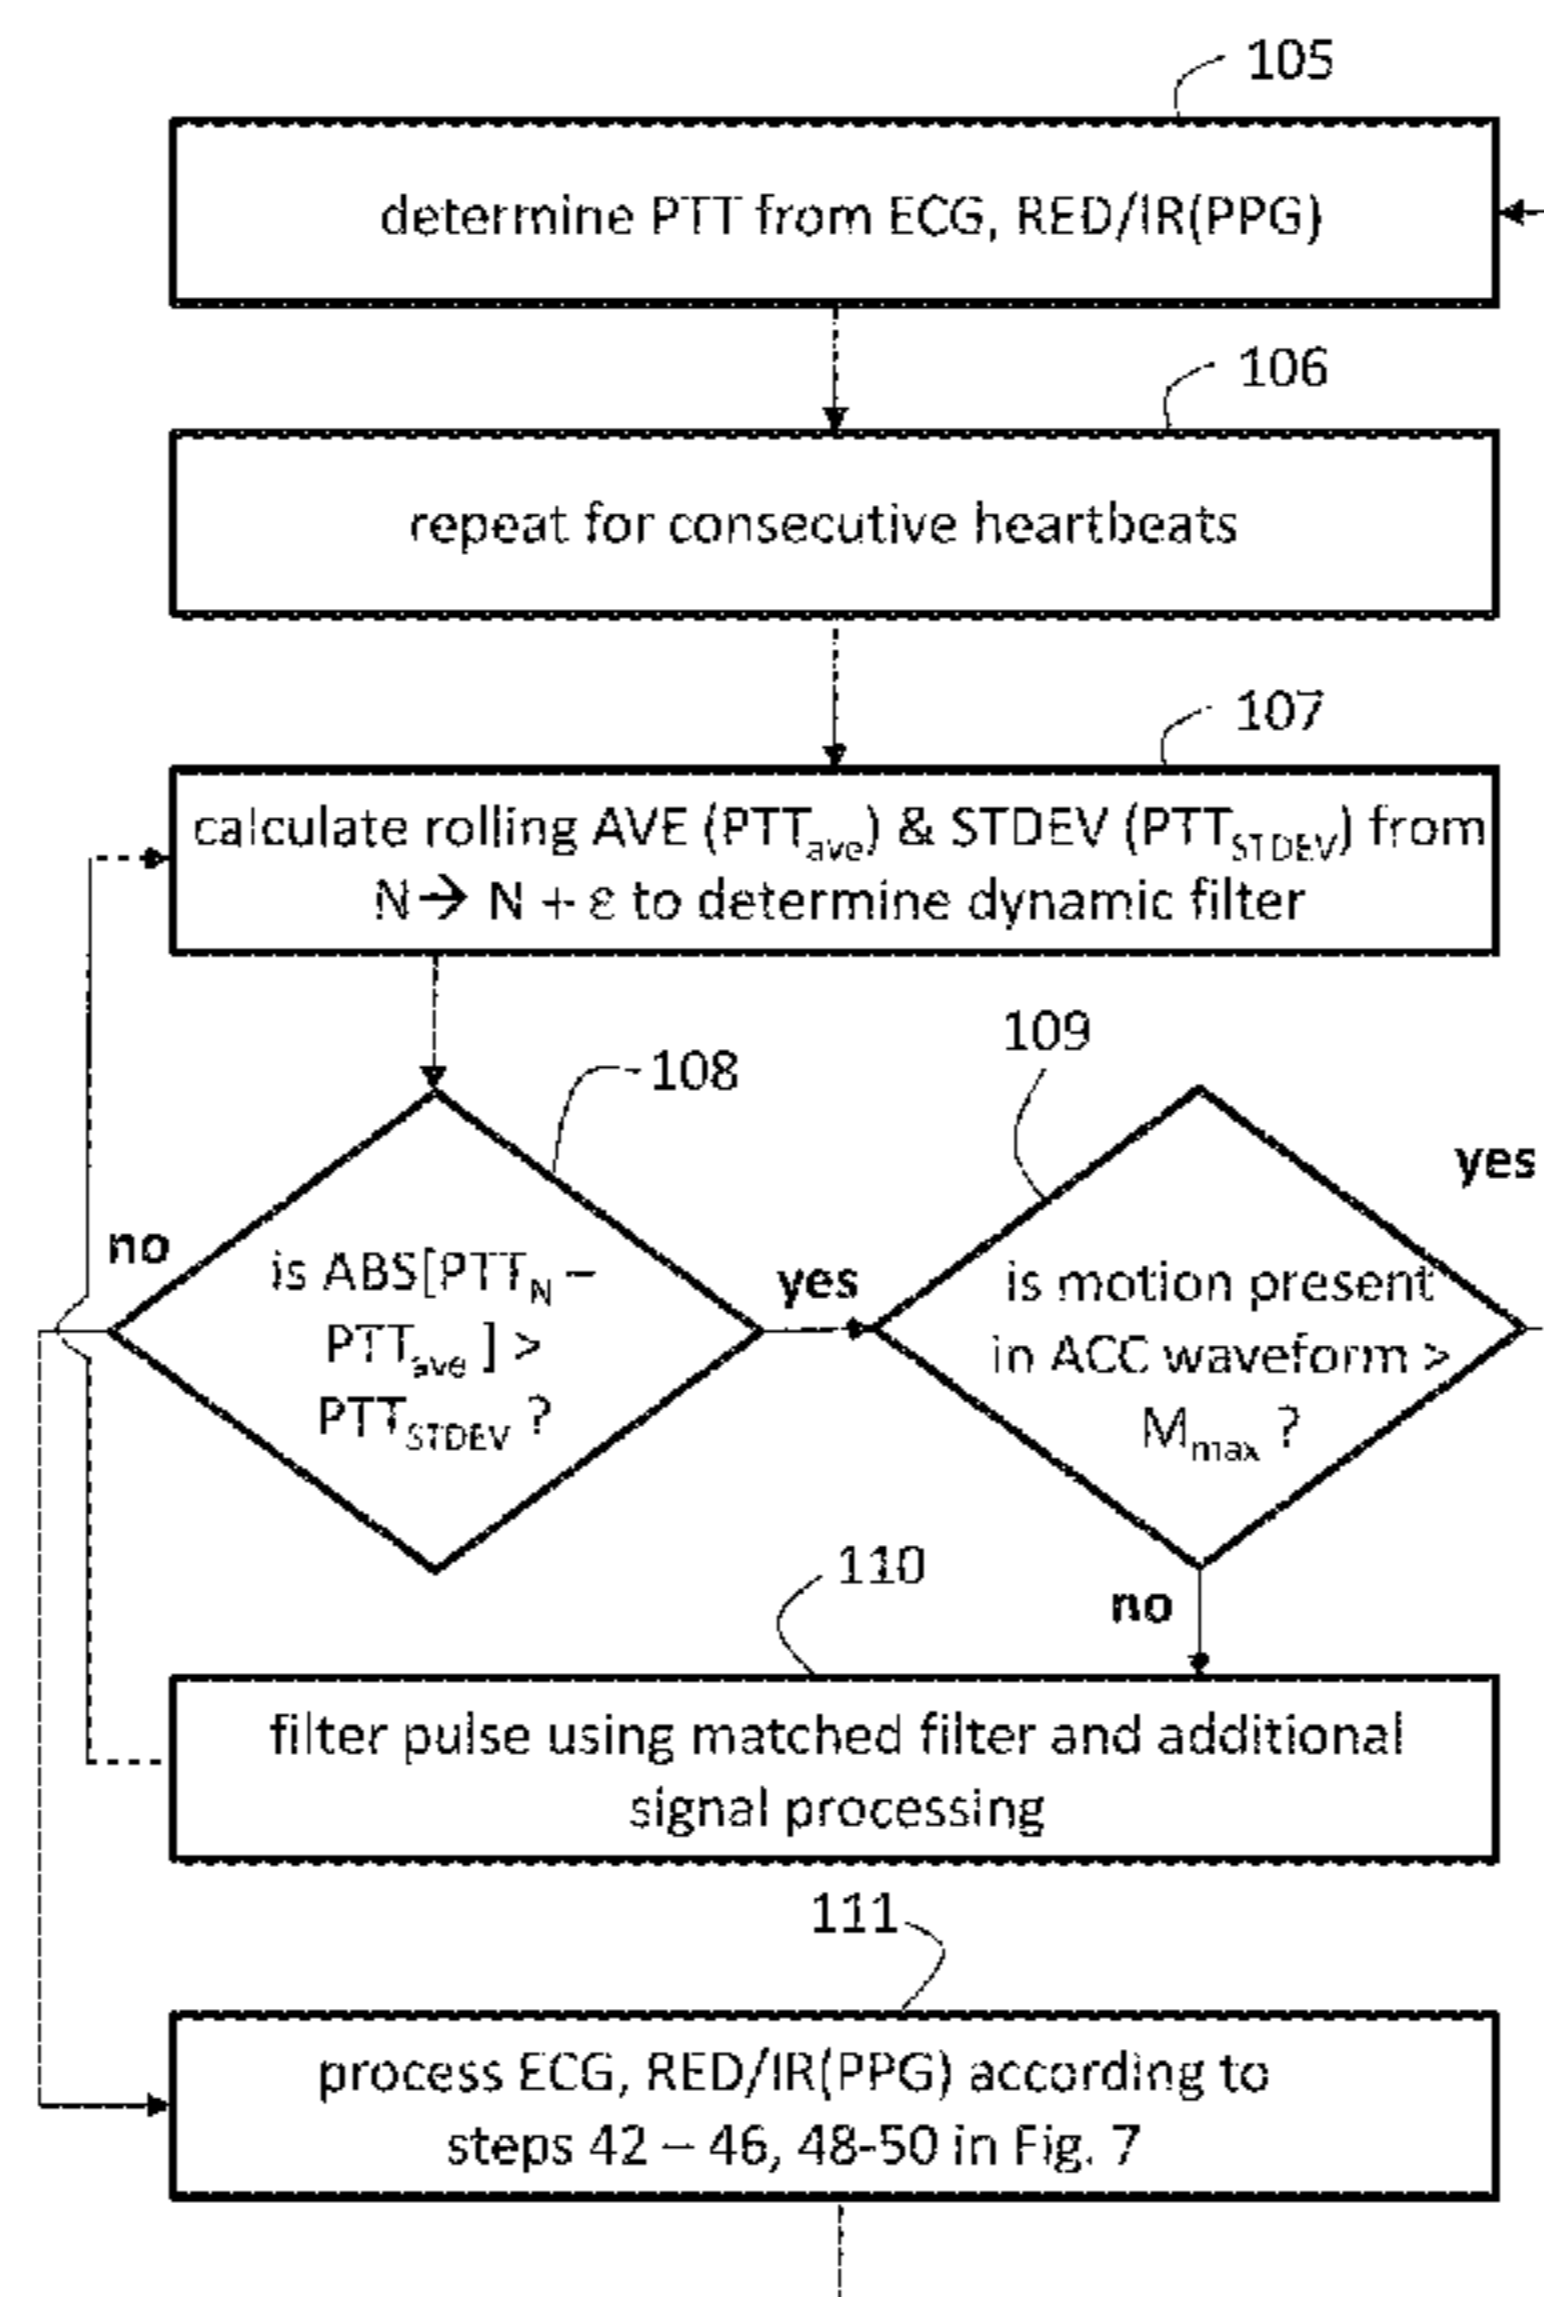 105
determine PTT from ECG, RED/IR(PPG)
106
repeat for consecutive heartbeats
107
calculate rolling AVE (PTTave) & STDEV (PTTSTDEV) from
N → N + ε to determine dynamic filter
108
109
no
is ABS[PTTN –
PTTave ] >
PTTSTDEV ?
yes
is motion present
in ACC waveform >
Mmax ?
yes
no
110
filter pulse using matched filter and additional
signal processing
111
process ECG, RED/IR(PPG) according to
steps 42 – 46, 48-50 in Fig. 7